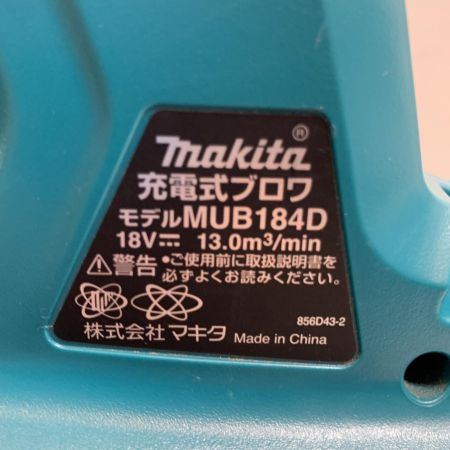 makita®
充電式ブロワ
モデルMUB184D
18V⎓ 13.0m³/min
⚠警告 •ご使用前に取扱説明書を
必ずよくお読みください。
株式会社マキタ Made in China
856D43-2